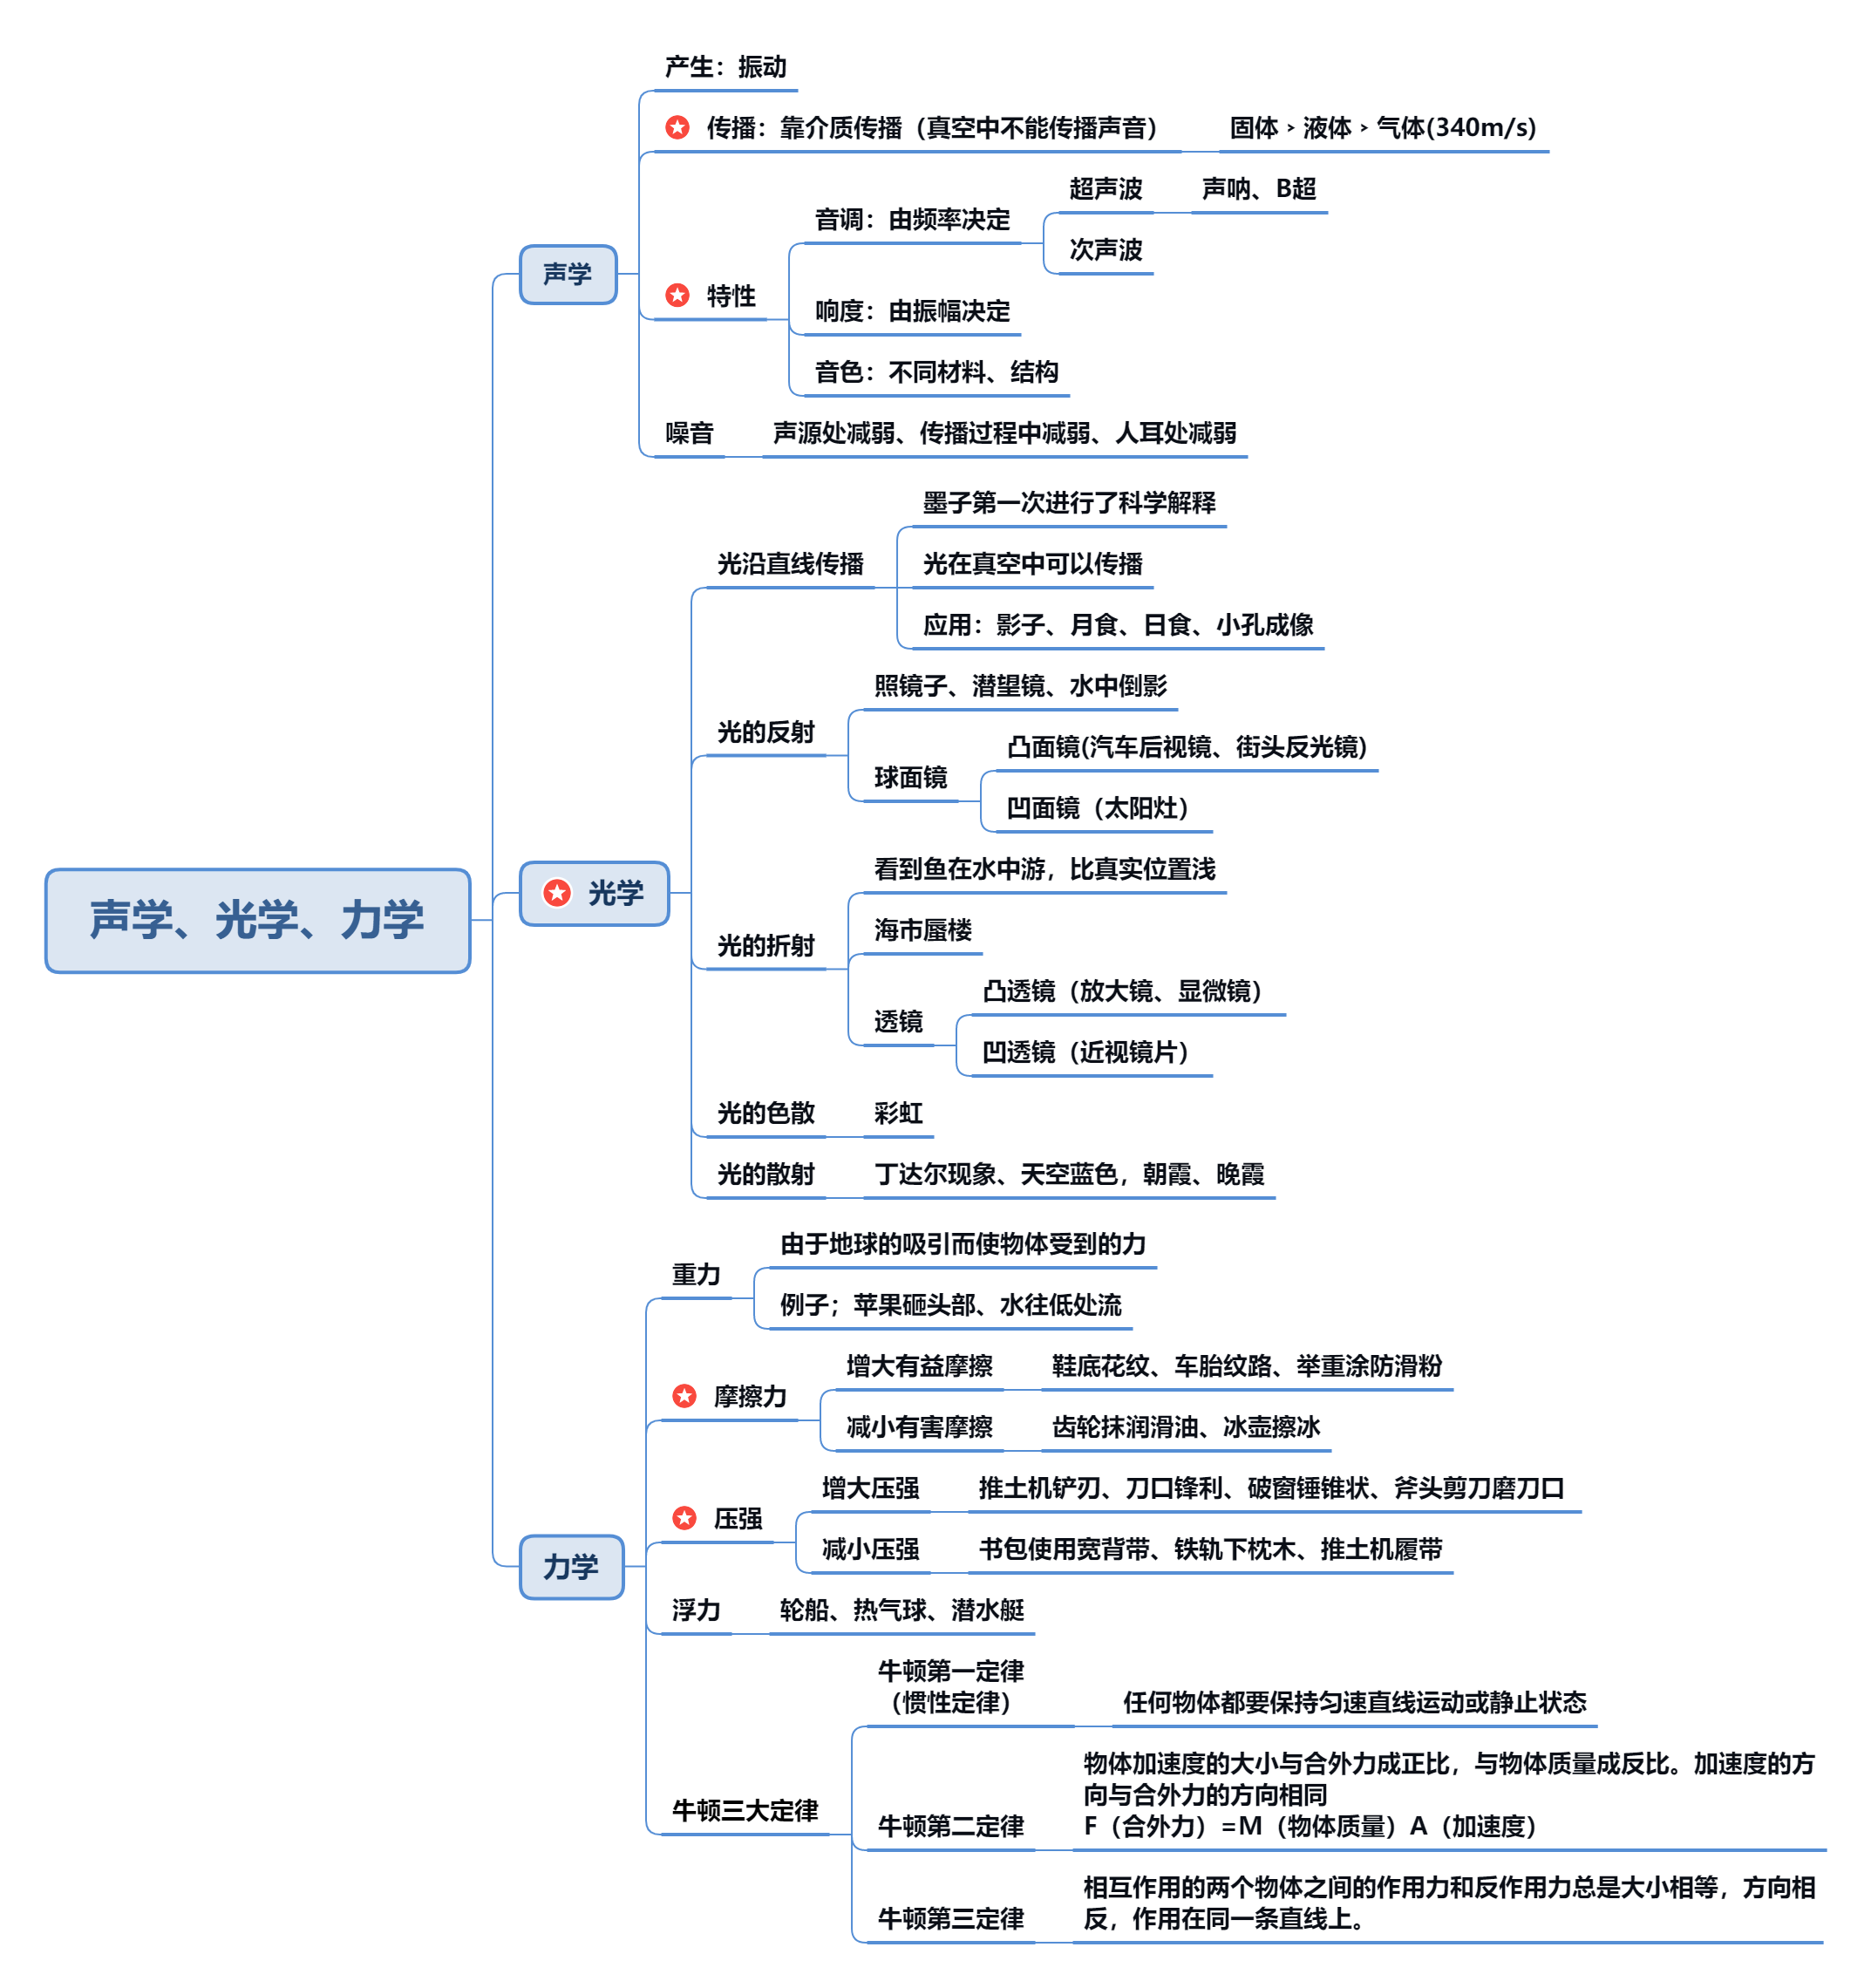 声学、光学、力学
声学
产生：振动
传播：靠介质传播（真空中不能传播声音）
固体﹥液体﹥气体(340m/s)
特性
音调：由频率决定
超声波
声呐、B超
次声波
响度：由振幅决定
音色：不同材料、结构
噪音
声源处减弱、传播过程中减弱、人耳处减弱
光学
光沿直线传播
墨子第一次进行了科学解释
光在真空中可以传播
应用：影子、月食、日食、小孔成像
光的反射
照镜子、潜望镜、水中倒影
球面镜
凸面镜(汽车后视镜、街头反光镜)
凹面镜（太阳灶）
光的折射
看到鱼在水中游，比真实位置浅
海市蜃楼
透镜
凸透镜（放大镜、显微镜）
凹透镜（近视镜片）
光的色散
彩虹
光的散射
丁达尔现象、天空蓝色，朝霞、晚霞
力学
重力
由于地球的吸引而使物体受到的力
例子；苹果砸头部、水往低处流
摩擦力
增大有益摩擦
鞋底花纹、车胎纹路、举重涂防滑粉
减小有害摩擦
齿轮抹润滑油、冰壶擦冰
压强
增大压强
推土机铲刃、刀口锋利、破窗锤锥状、斧头剪刀磨刀口
减小压强
书包使用宽背带、铁轨下枕木、推土机履带
浮力
轮船、热气球、潜水艇
牛顿三大定律
牛顿第一定律
（惯性定律）
任何物体都要保持匀速直线运动或静止状态
牛顿第二定律
物体加速度的大小与合外力成正比，与物体质量成反比。加速度的方
向与合外力的方向相同
F（合外力）=M（物体质量）A（加速度）
牛顿第三定律
相互作用的两个物体之间的作用力和反作用力总是大小相等，方向相
反，作用在同一条直线上。